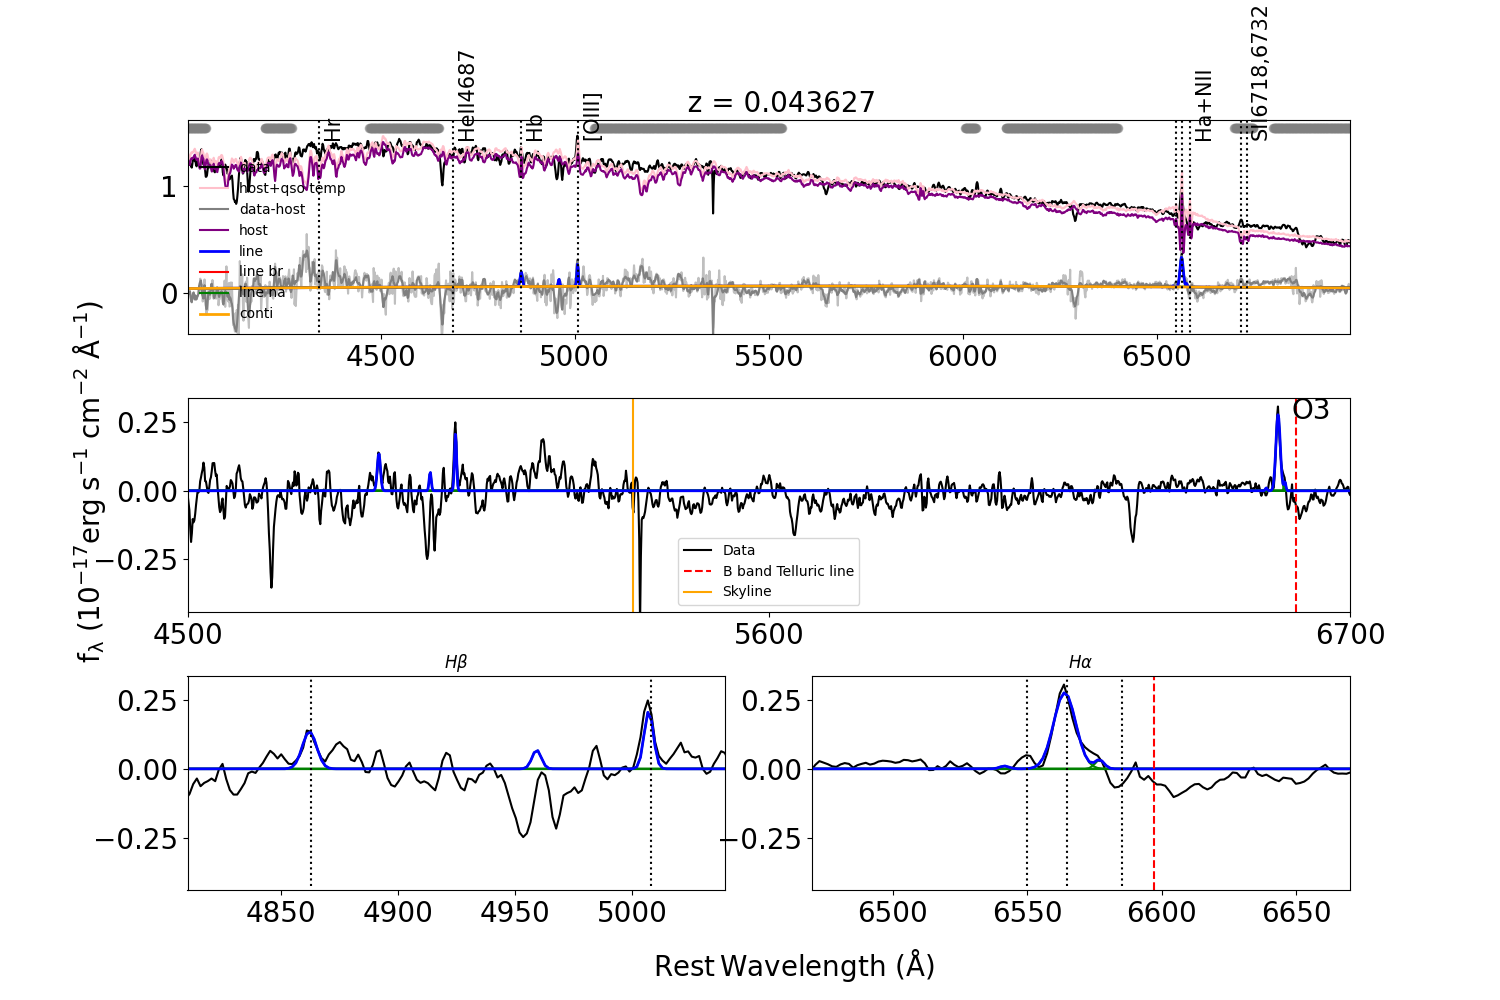 z = 0.043627
Hr
HeII4687
Hb
[OIII]
Ha+NII
SII6718,6732
data
host+qso temp
data-host
host
line
line br
line na
conti
1
0
4500 5000 5500 6000 6500
O3
0.25
0.00
−0.25
Data
B band Telluric line
Skyline
4500 5600 6700
fλ (10−17erg s−1 cm−2 Å−1)
Hβ
0.25
0.00
−0.25
4850 4900 4950 5000
Hα
0.25
0.00
−0.25
6500 6550 6600 6650
Rest Wavelength (Å)